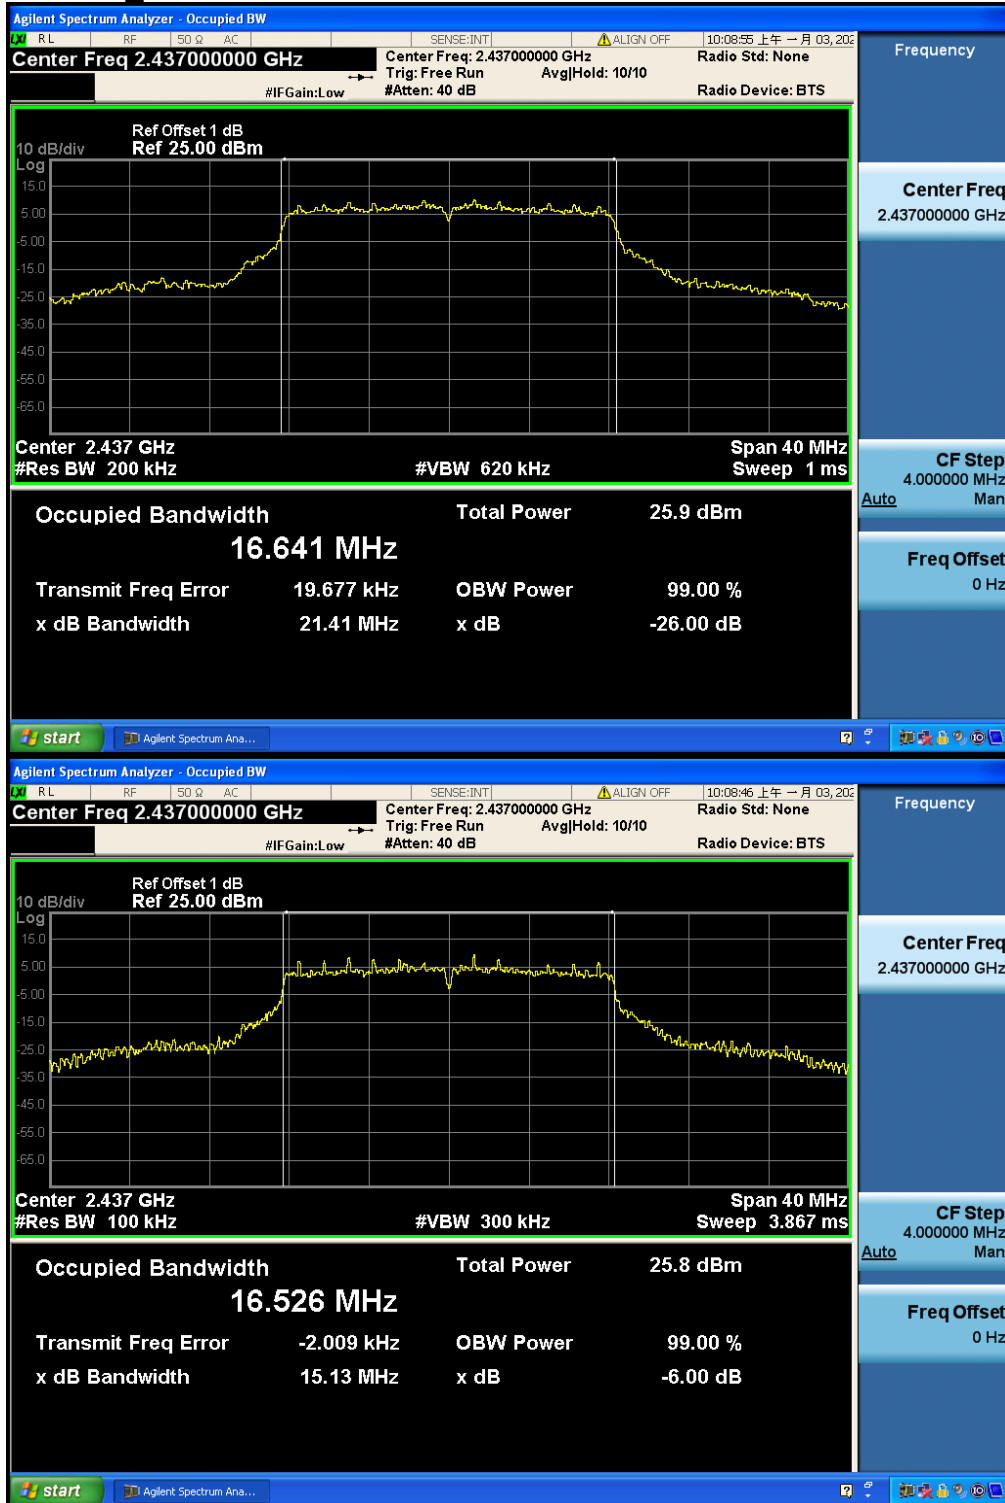 Agilent Spectrum Analyzer - Occupied BW
LXI RL RF 50 Ω AC SENSE:INT ALIGN OFF 10:08:55 上午 一月 03, 202
Center Freq 2.437000000 GHz
Center Freq: 2.437000000 GHz Radio Std: None
Trig: Free Run Avg|Hold: 10/10
#IFGain:Low #Atten: 40 dB Radio Device: BTS
Frequency
Ref Offset 1 dB
10 dB/div Ref 25.00 dBm
Log
15.0
5.00
-5.00
-15.0
-25.0
-35.0
-45.0
-55.0
-65.0
Center Freq
2.437000000 GHz
Center 2.437 GHz Span 40 MHz
#Res BW 200 kHz #VBW 620 kHz Sweep 1 ms
CF Step
4.000000 MHz
Auto Man
Occupied Bandwidth Total Power 25.9 dBm
16.641 MHz
Freq Offset
0 Hz
Transmit Freq Error 19.677 kHz OBW Power 99.00 %
x dB Bandwidth 21.41 MHz x dB -26.00 dB
start Agilent Spectrum Ana...
Agilent Spectrum Analyzer - Occupied BW
LXI RL RF 50 Ω AC SENSE:INT ALIGN OFF 10:08:46 上午 一月 03, 202
Center Freq 2.437000000 GHz
Center Freq: 2.437000000 GHz Radio Std: None
Trig: Free Run Avg|Hold: 10/10
#IFGain:Low #Atten: 40 dB Radio Device: BTS
Frequency
Ref Offset 1 dB
10 dB/div Ref 25.00 dBm
Log
15.0
5.00
-5.00
-15.0
-25.0
-35.0
-45.0
-55.0
-65.0
Center Freq
2.437000000 GHz
Center 2.437 GHz Span 40 MHz
#Res BW 100 kHz #VBW 300 kHz Sweep 3.867 ms
CF Step
4.000000 MHz
Auto Man
Occupied Bandwidth Total Power 25.8 dBm
16.526 MHz
Freq Offset
0 Hz
Transmit Freq Error -2.009 kHz OBW Power 99.00 %
x dB Bandwidth 15.13 MHz x dB -6.00 dB
start Agilent Spectrum Ana...